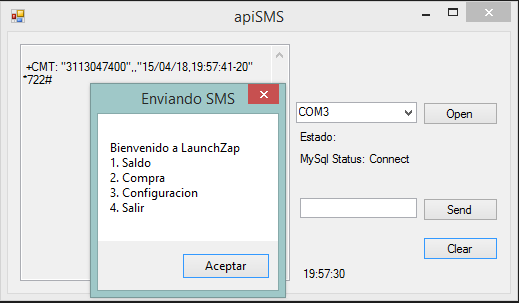 apiSMS
+CMT: "3113047400",,"15/04/18,19:57:41-20"
*722#
Enviando SMS
Bienvenido a LaunchZap
1. Saldo
2. Compra
3. Configuracion
4. Salir
Aceptar
COM3
Open
Estado:
MySql Status: Connect
Send
Clear
19:57:30